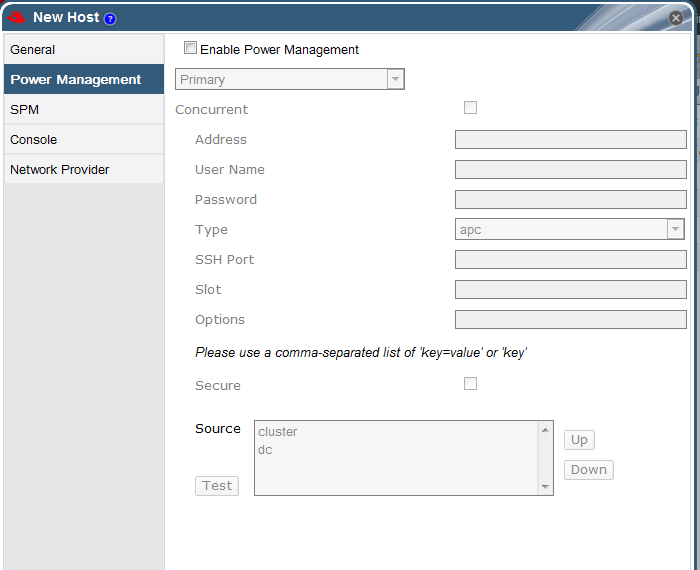 New Host ?
General
Power Management
SPM
Console
Network Provider
Enable Power Management
Primary
Concurrent
Address
User Name
Password
Type apc
SSH Port
Slot
Options
Please use a comma-separated list of 'key=value' or 'key'
Secure
Source
cluster
dc
Up
Down
Test